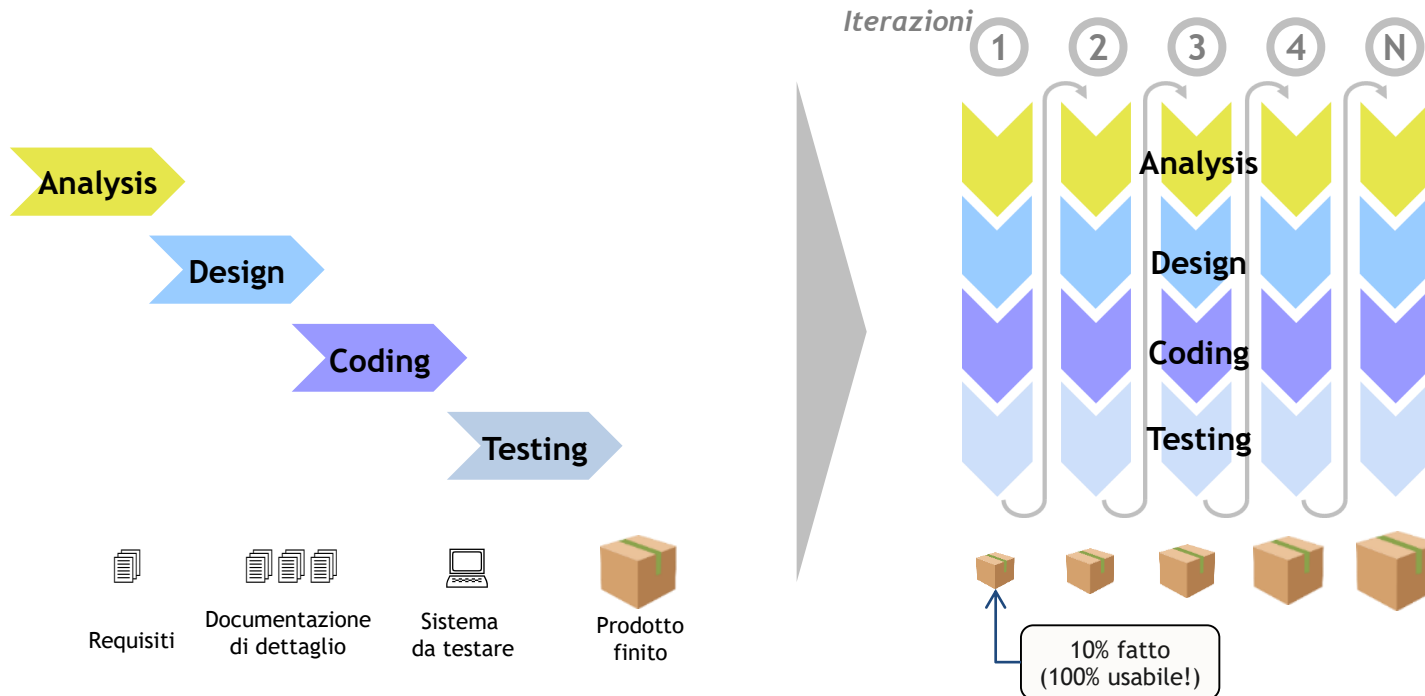 Iterazioni
1 2 3 4 N
Analysis
Design
Coding
Testing
Requisiti
Documentazione
di dettaglio
Sistema
da testare
Prodotto
finito
Analysis
Design
Coding
Testing
10% fatto
(100% usabile!)